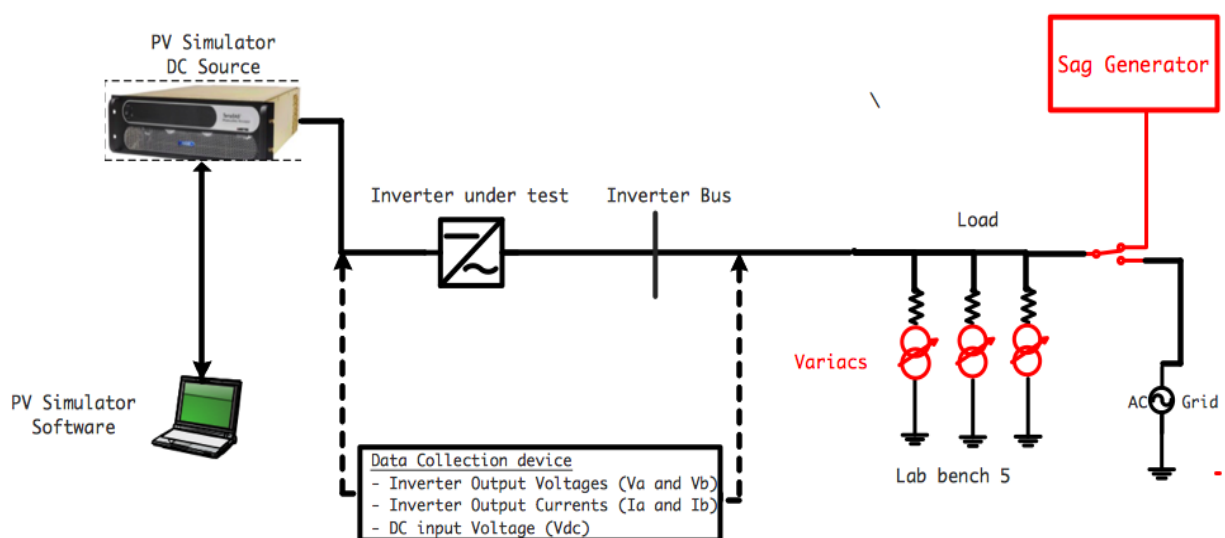 PV Simulator
DC Source
Sag Generator
\
Inverter under test
Inverter Bus
Load
Variacs
AC
Grid
PV Simulator
Software
Lab bench 5
Data Collection device
- Inverter Output Voltages (Va and Vb)
- Inverter Output Currents (Ia and Ib)
- DC input Voltage (Vdc)